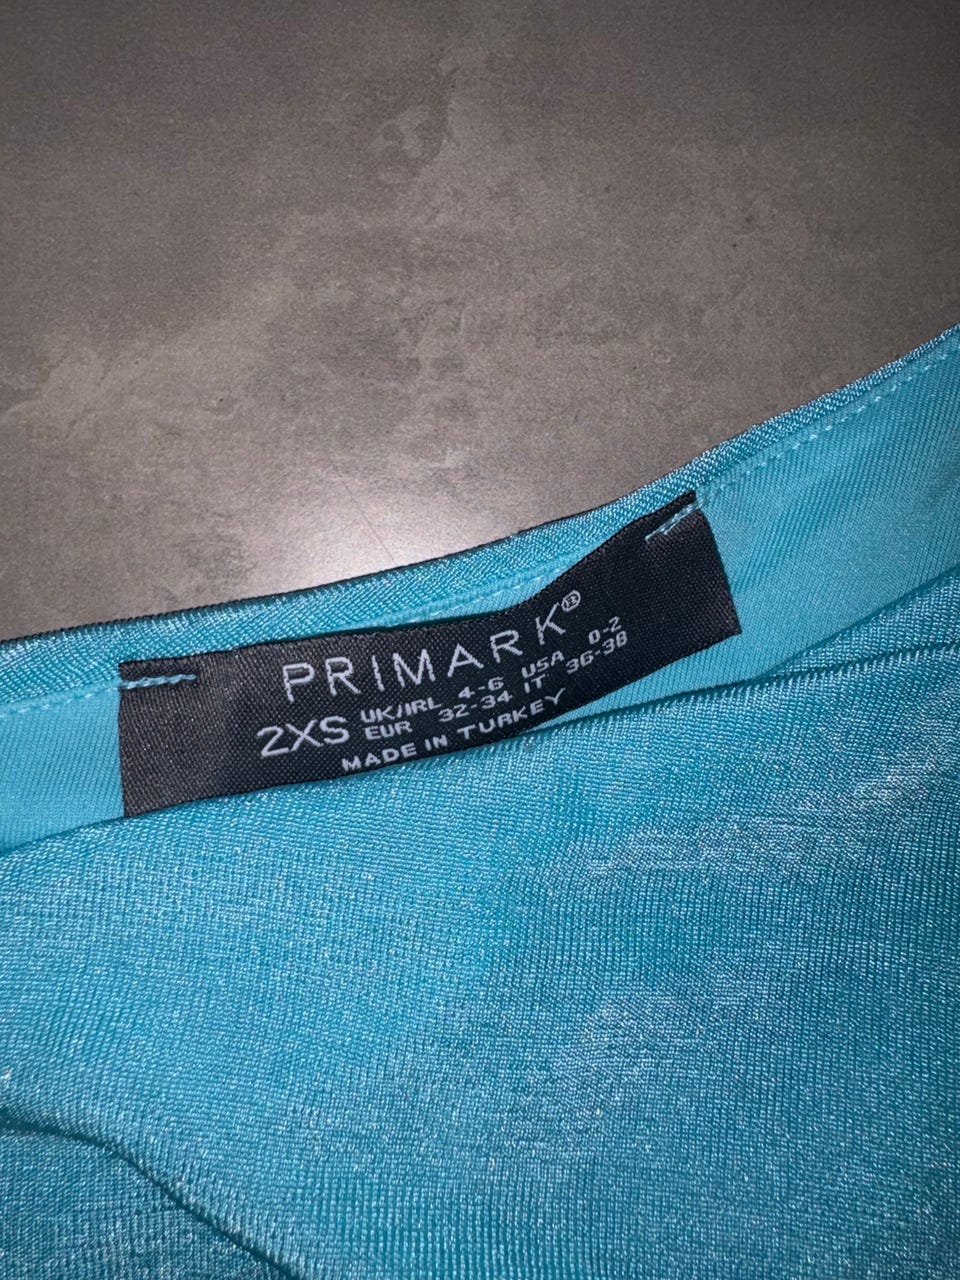 PRIMARK®
2XS UK/IRL 4-6 USA 0-2
EUR 32-34 IT 36-38
MADE IN TURKEY